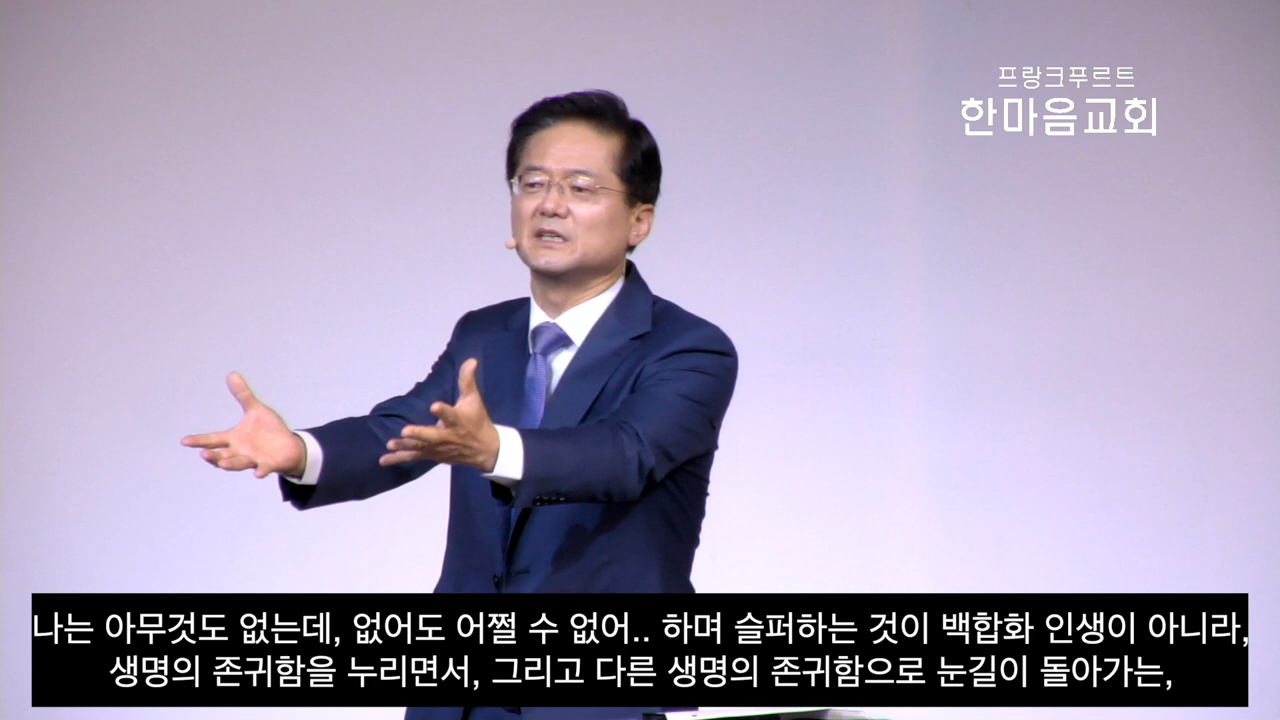 프랑크푸르트
한마음교회
나는 아무것도 없는데, 없어도 어쩔 수 없어.. 하며 슬퍼하는 것이 백합화 인생이 아니라,
생명의 존귀함을 누리면서, 그리고 다른 생명의 존귀함으로 눈길이 돌아가는,